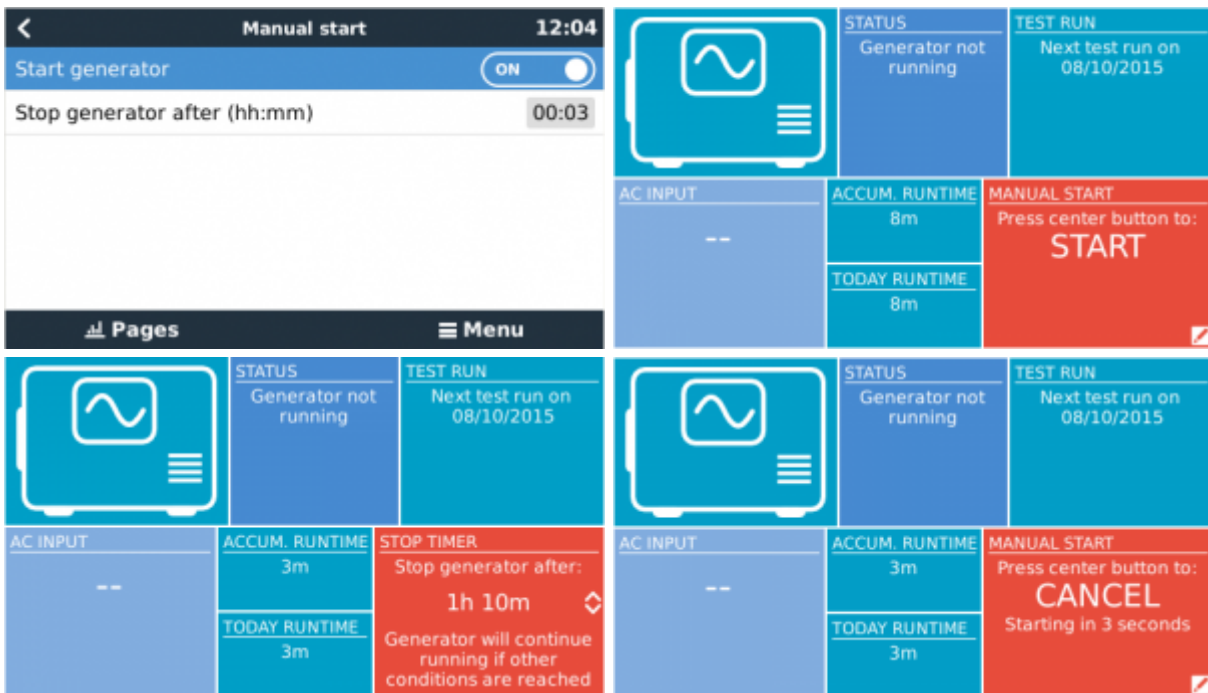 Manual start 12:04
Start generator ON
Stop generator after (hh:mm) 00:03
Pages Menu
STATUS
Generator not
running
TEST RUN
Next test run on
08/10/2015
AC INPUT
--
ACCUM. RUNTIME
8m
TODAY RUNTIME
8m
MANUAL START
Press center button to:
START
STATUS
Generator not
running
TEST RUN
Next test run on
08/10/2015
AC INPUT
--
ACCUM. RUNTIME
3m
TODAY RUNTIME
3m
STOP TIMER
Stop generator after:
1h 10m
Generator will continue
running if other
conditions are reached
STATUS
Generator not
running
TEST RUN
Next test run on
08/10/2015
AC INPUT
--
ACCUM. RUNTIME
3m
TODAY RUNTIME
3m
MANUAL START
Press center button to:
CANCEL
Starting in 3 seconds